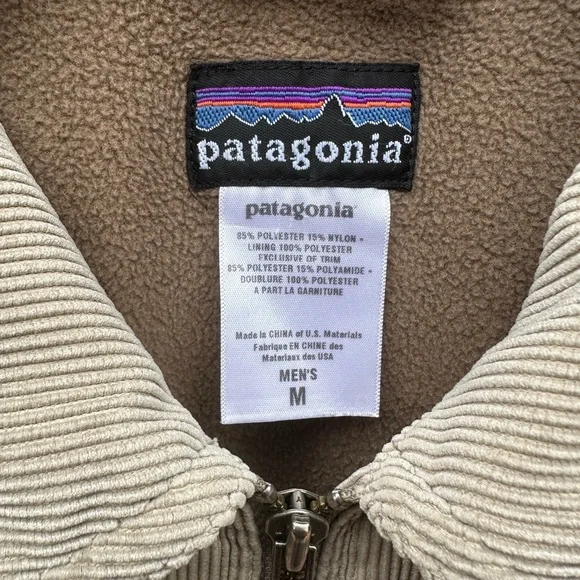 patagonia®
patagonia®
85% POLYESTER 15% NYLON -
LINING 100% POLYESTER
EXCLUSIVE OF TRIM
85% POLYESTER 15% POLYAMIDE -
DOUBLURE 100% POLYESTER
A PART LA GARNITURE
Made in CHINA of U.S. Materials
Fabrique EN CHINE des
Materiaux des USA
MEN'S
M